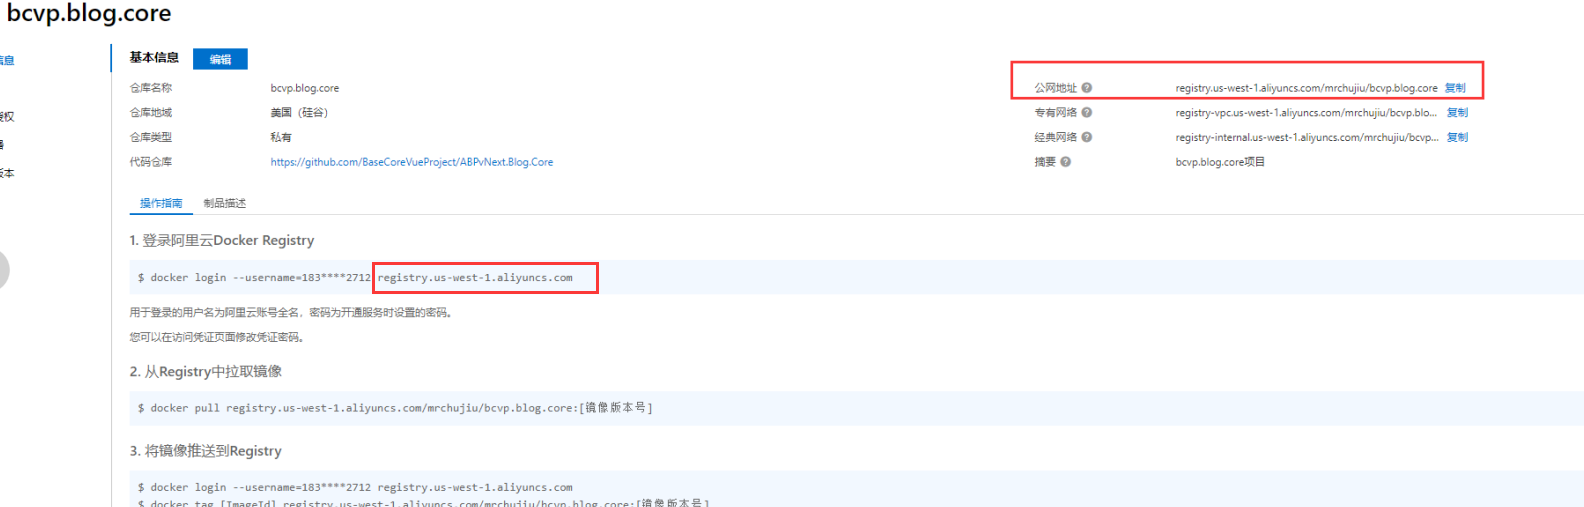 bcvp.blog.core
信息
基本信息 编辑
仓库名称 bcvp.blog.core 公网地址 registry.us-west-1.aliyuncs.com/mrchujiu/bcvp.blog.core 复制
仓库地域 美国（硅谷） 专有网络 registry-vpc.us-west-1.aliyuncs.com/mrchujiu/bcvp.blo... 复制
授权
仓库类型 私有 经典网络 registry-internal.us-west-1.aliyuncs.com/mrchujiu/bcvp... 复制
代码仓库 https://github.com/BaseCoreVueProject/ABPvNext.Blog.Core 摘要 bcvp.blog.core项目
版本
操作指南 制品描述
1. 登录阿里云Docker Registry
$ docker login --username=183****2712 registry.us-west-1.aliyuncs.com
用于登录的用户名为阿里云账号全名，密码为开通服务时设置的密码。
您可以在访问凭证页面修改凭证密码。
2. 从Registry中拉取镜像
$ docker pull registry.us-west-1.aliyuncs.com/mrchujiu/bcvp.blog.core:[镜像版本号]
3. 将镜像推送到Registry
$ docker login --username=183****2712 registry.us-west-1.aliyuncs.com
$ docker tag [ImageId] registry.us-west-1.aliyuncs.com/mrchujiu/bcvp.blog.core:[镜像版本号]